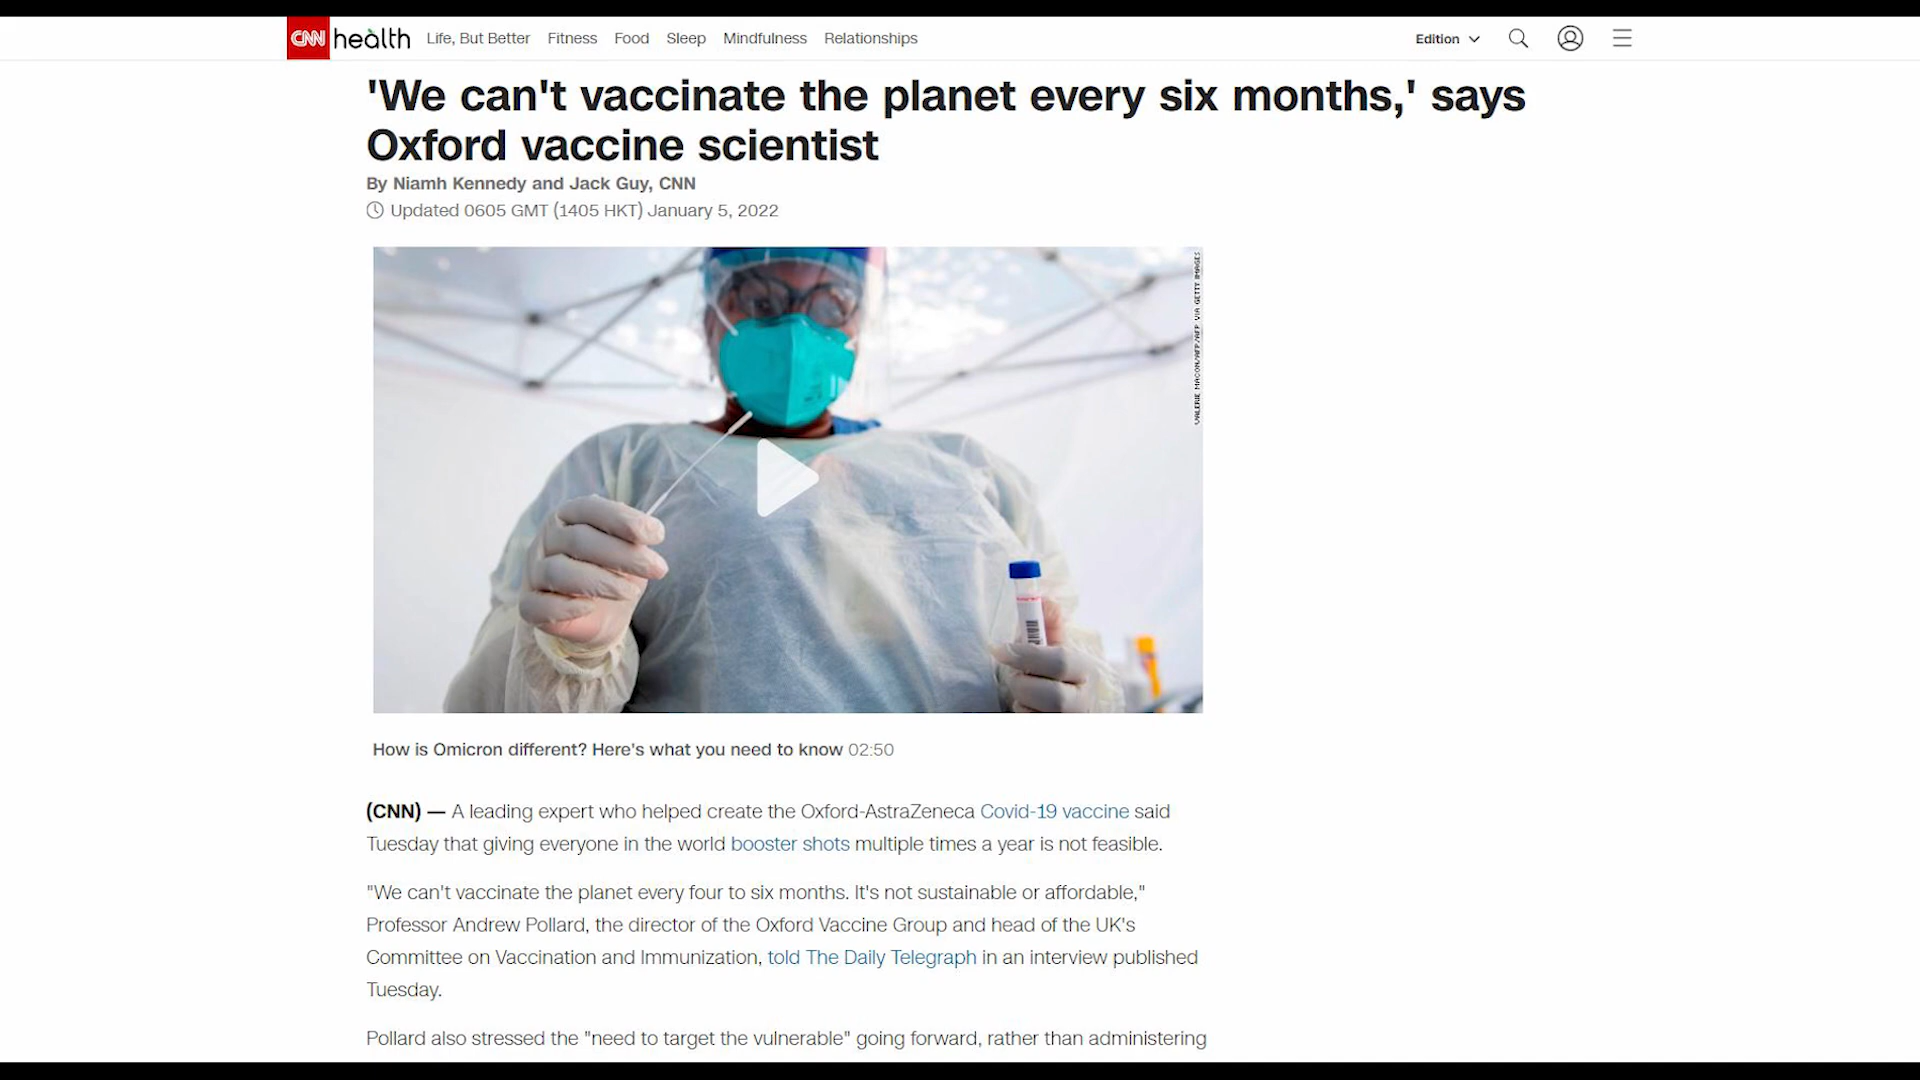 CNN health Life, But Better Fitness Food Sleep Mindfulness Relationships Edition
'We can't vaccinate the planet every six months,' says
Oxford vaccine scientist
By Niamh Kennedy and Jack Guy, CNN
Updated 0605 GMT (1405 HKT) January 5, 2022
VALERIE MACON/AFP/AFP VIA GETTY IMAGES
How is Omicron different? Here's what you need to know 02:50
(CNN) — A leading expert who helped create the Oxford-AstraZeneca Covid-19 vaccine said
Tuesday that giving everyone in the world booster shots multiple times a year is not feasible.
"We can't vaccinate the planet every four to six months. It's not sustainable or affordable,"
Professor Andrew Pollard, the director of the Oxford Vaccine Group and head of the UK's
Committee on Vaccination and Immunization, told The Daily Telegraph in an interview published
Tuesday.
Pollard also stressed the "need to target the vulnerable" going forward, rather than administering